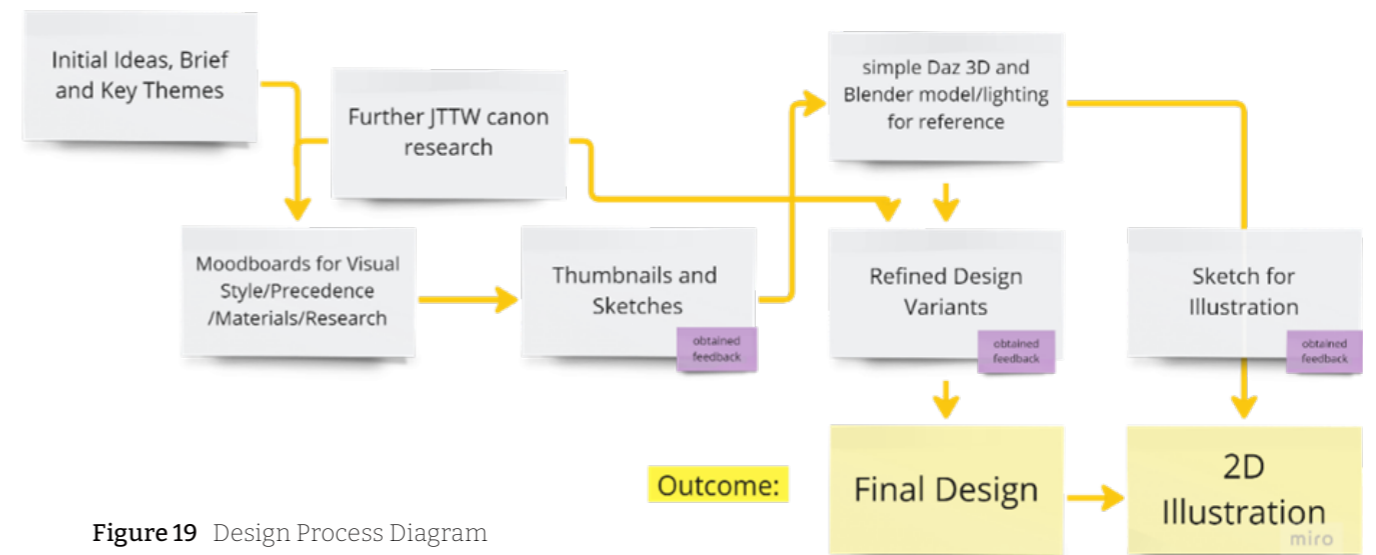 Initial Ideas, Brief
and Key Themes
Further JTTW canon
research
simple Daz 3D and
Blender model/lighting
for reference
Moodboards for Visual
Style/Precedence
/Materials/Research
Thumbnails and
Sketches
obtained
feedback
Refined Design
Variants
obtained
feedback
Sketch for
Illustration
obtained
feedback
Outcome:
Final Design
2D
Illustration
miro
Figure 19 Design Process Diagram